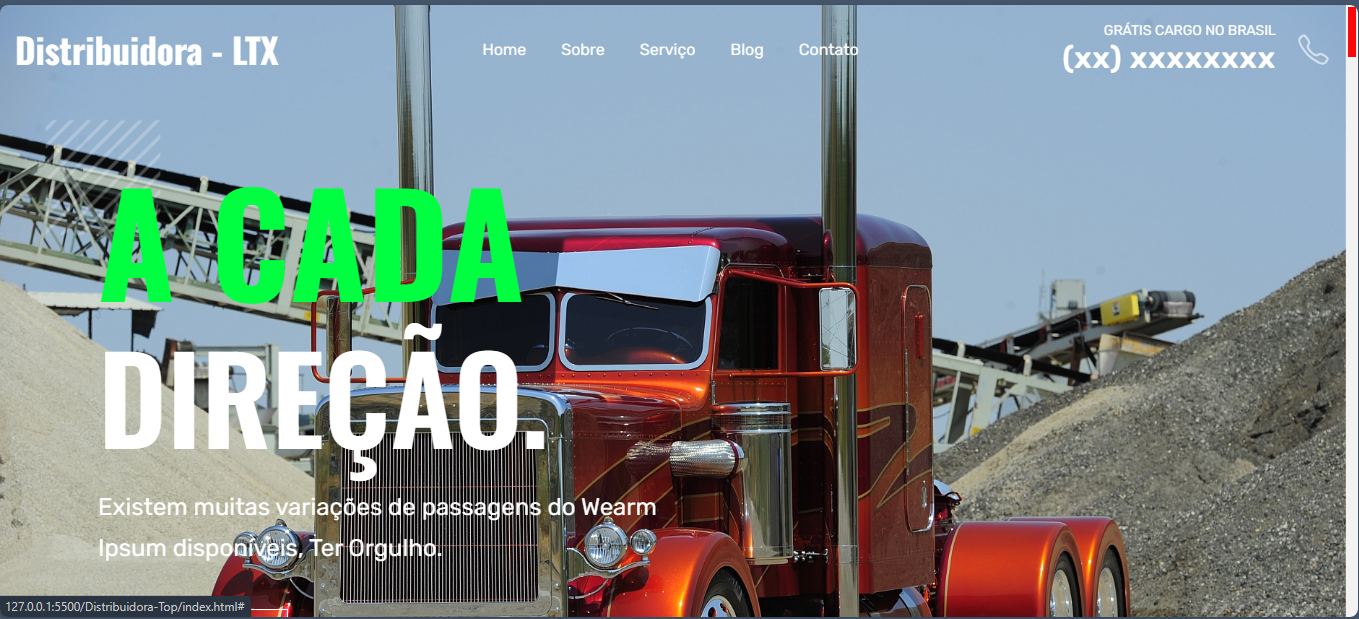 Distribuidora - LTX
Home Sobre Serviço Blog Contato
GRÁTIS CARGO NO BRASIL
(xx) xxxxxxxx
A CADA
DIREÇÃO.
Existem muitas variações de passagens do Wearm
Ipsum disponíveis, Ter Orgulho.
127.0.0.1:5500/Distribuidora-Top/index.html#